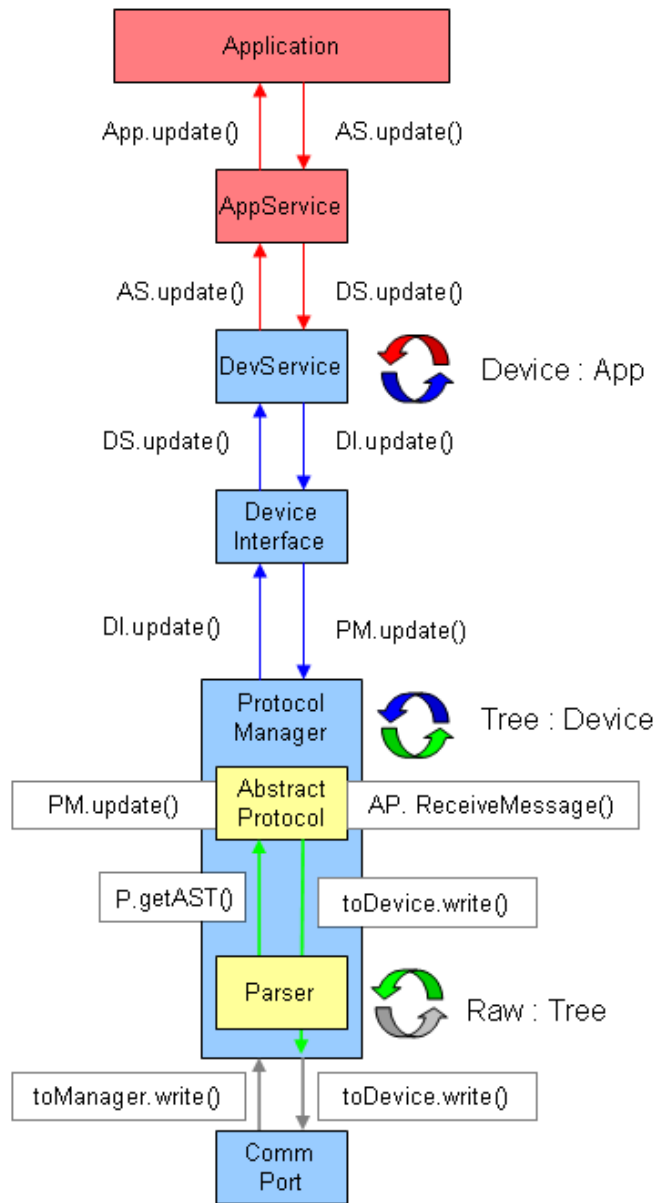 Application
App.update()
AS.update()
AppService
AS.update()
DS.update()
DevService
Device : App
DS.update()
DI.update()
Device
Interface
DI.update()
PM.update()
Protocol
Manager
Tree : Device
PM.update()
Abstract
Protocol
AP. ReceiveMessage()
P.getAST()
toDevice.write()
Parser
Raw : Tree
toManager.write()
toDevice.write()
Comm
Port